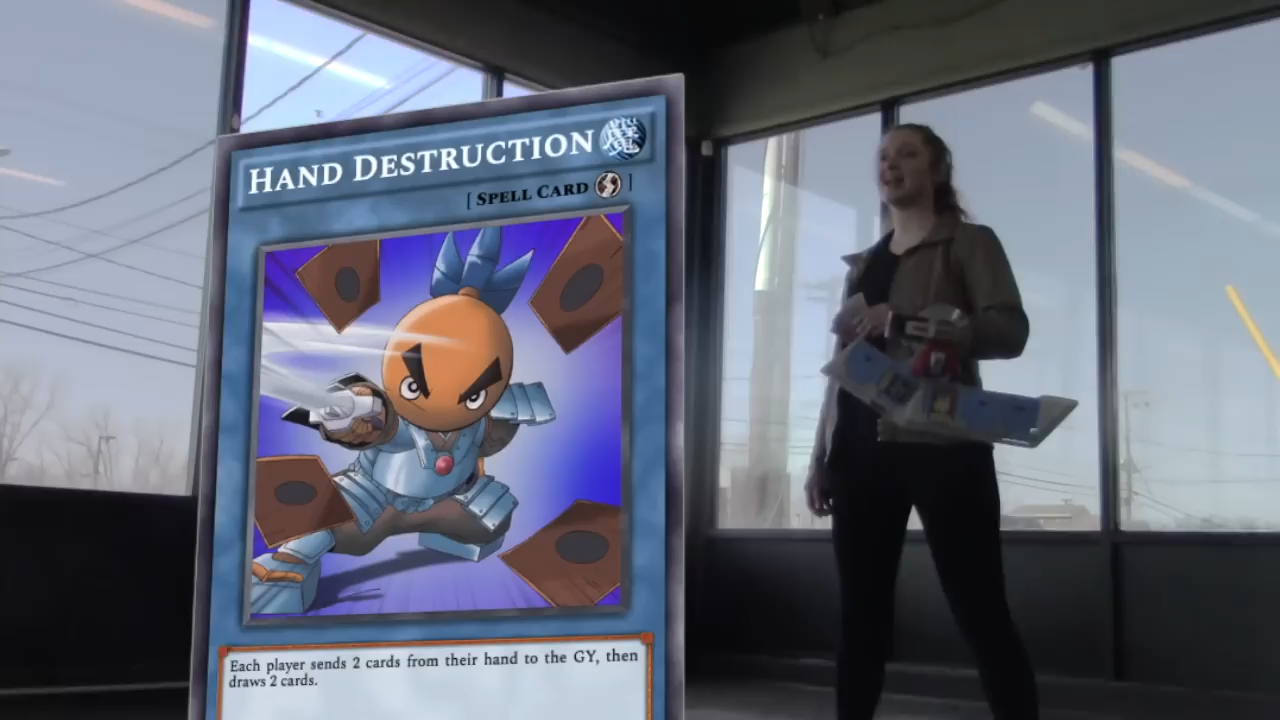 HAND DESTRUCTION 魔
[ SPELL CARD ]
Each player sends 2 cards from their hand to the GY, then
draws 2 cards.